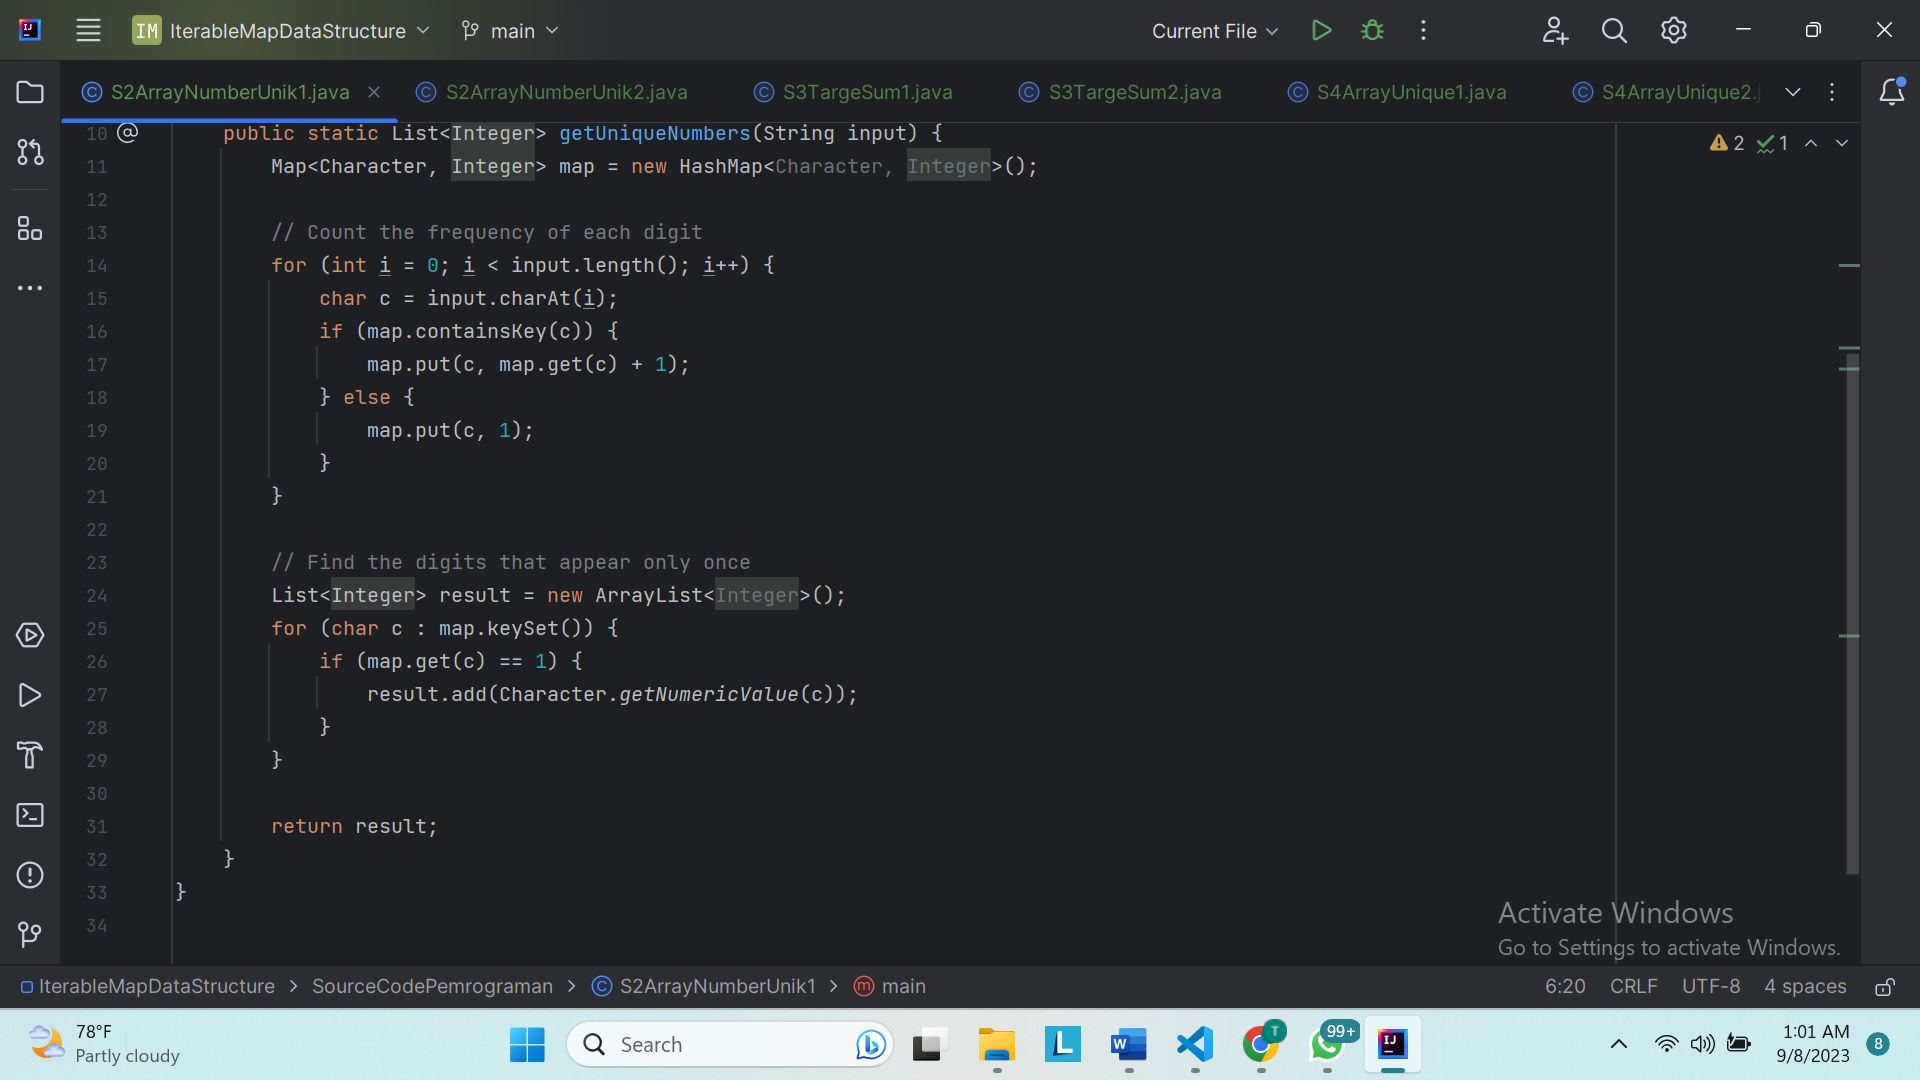 IM IterableMapDataStructure main Current File
S2ArrayNumberUnik1.java S2ArrayNumberUnik2.java S3TargeSum1.java S3TargeSum2.java S4ArrayUnique1.java S4ArrayUnique2.j
10 @ public static List<Integer> getUniqueNumbers(String input) {
2 1
11 Map<Character, Integer> map = new HashMap<Character, Integer>();
12
13 // Count the frequency of each digit
14 for (int i = 0; i < input.length(); i++) {
15 char c = input.charAt(i);
16 if (map.containsKey(c)) {
17 map.put(c, map.get(c) + 1);
18 } else {
19 map.put(c, 1);
20 }
21 }
22
23 // Find the digits that appear only once
24 List<Integer> result = new ArrayList<Integer>();
25 for (char c : map.keySet()) {
26 if (map.get(c) == 1) {
27 result.add(Character.getNumericValue(c));
28 }
29 }
30
31 return result;
32 }
33 }
34
Activate Windows
Go to Settings to activate Windows.
IterableMapDataStructure > SourceCodePemrograman > S2ArrayNumberUnik1 > main 6:20 CRLF UTF-8 4 spaces
78°F
Partly cloudy
Search
T
99+
1:01 AM
9/8/2023
8